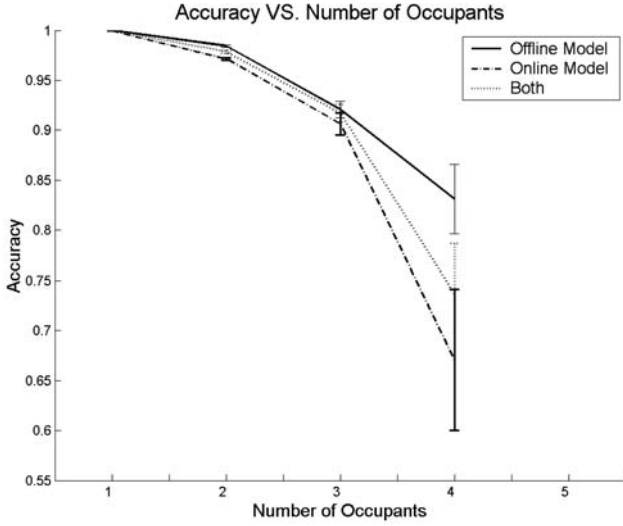 Accuracy VS. Number of Occupants
1
0.95
0.9
0.85
0.8
0.75
0.7
0.65
0.6
0.55
Accuracy
Offline Model
Online Model
Both
1 2 3 4 5
Number of Occupants